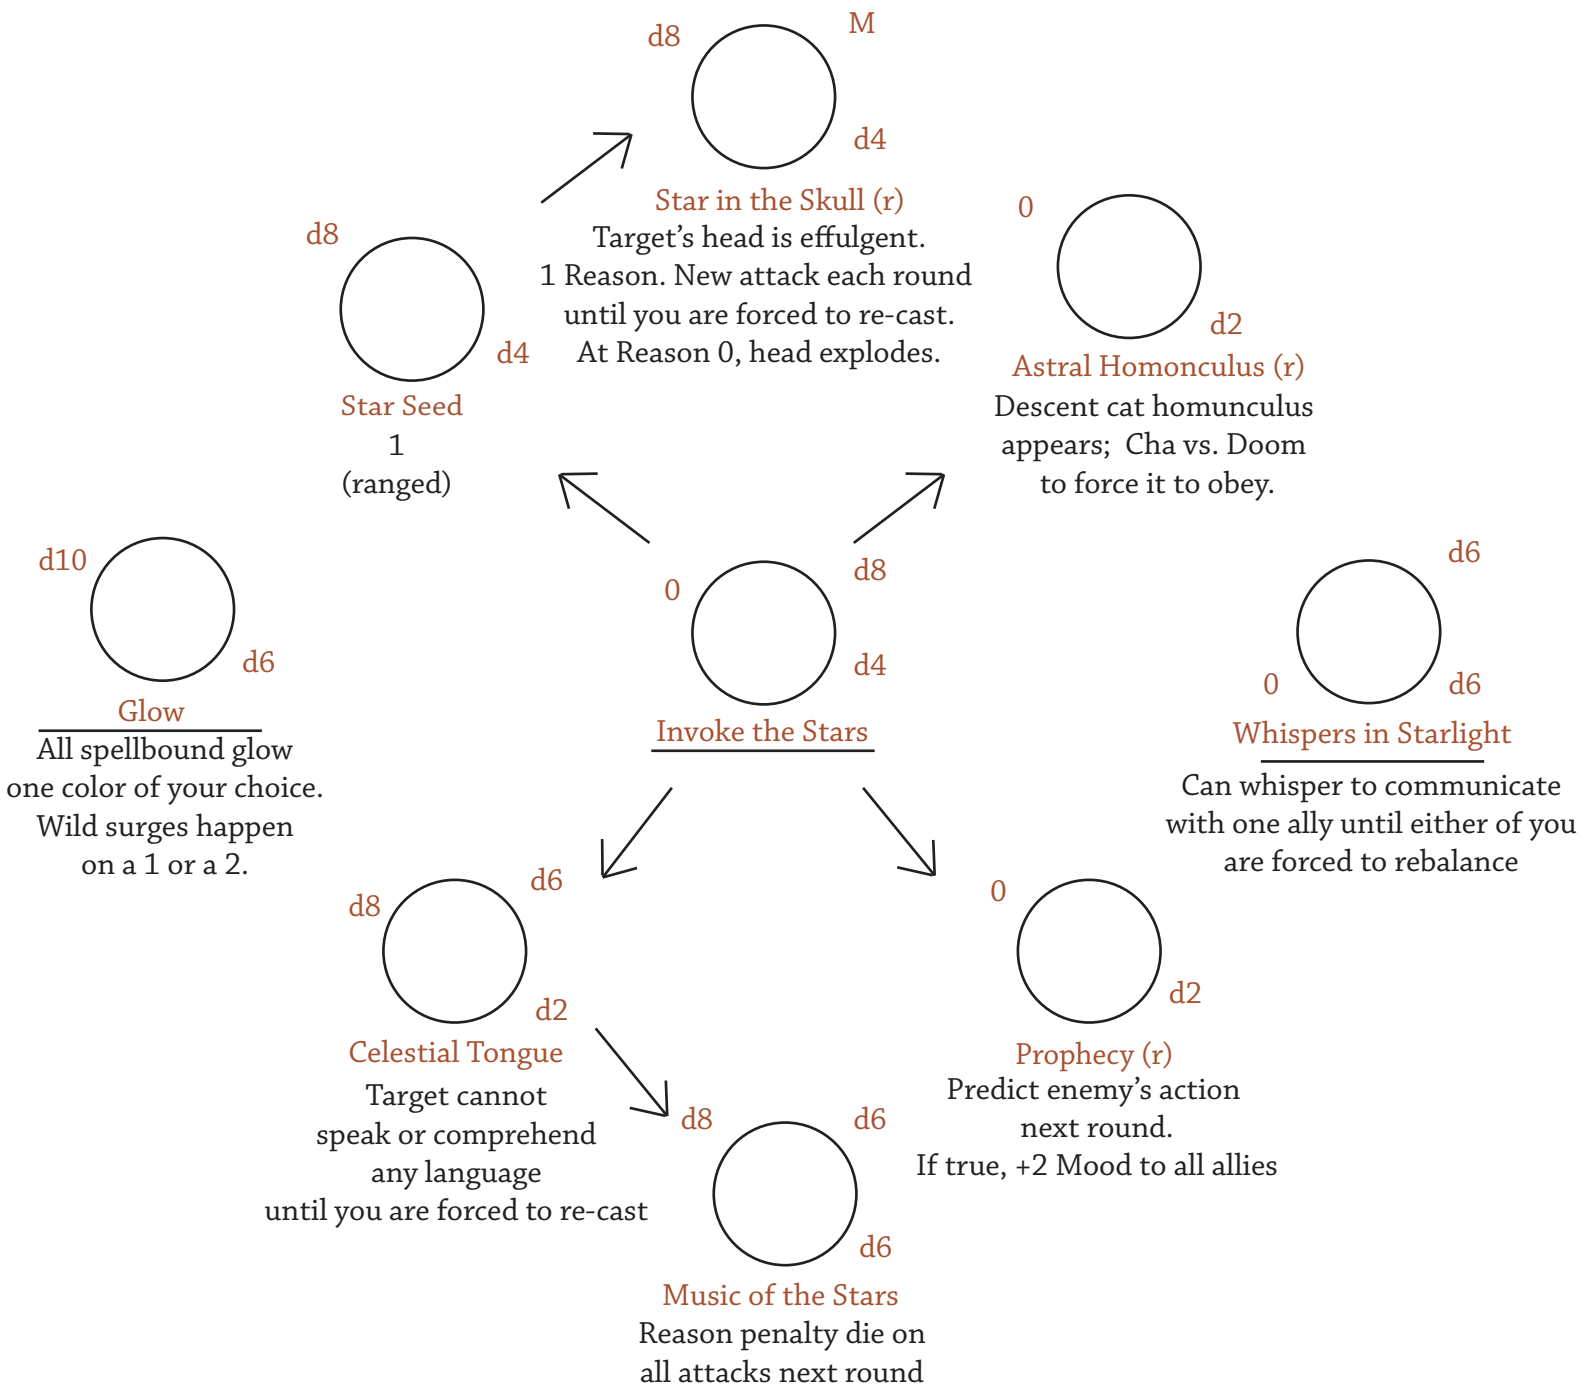 d8
M
d4
Star in the Skull (r)
Target's head is effulgent.
1 Reason. New attack each round
until you are forced to re-cast.
At Reason 0, head explodes.
d8
d4
Star Seed
1
(ranged)
0
d2
Astral Homonculus (r)
Descent cat homunculus
appears;  Cha vs. Doom
to force it to obey.
d10
d6
Glow
All spellbound glow
one color of your choice.
Wild surges happen
on a 1 or a 2.
0
d8
d4
Invoke the Stars
d6
0
d6
Whispers in Starlight
Can whisper to communicate
with one ally until either of you
are forced to rebalance
d8
d6
d2
Celestial Tongue
Target cannot
speak or comprehend
any language
until you are forced to re-cast
0
d2
Prophecy (r)
Predict enemy's action
next round.
If true, +2 Mood to all allies
d8
d6
d6
Music of the Stars
Reason penalty die on
all attacks next round